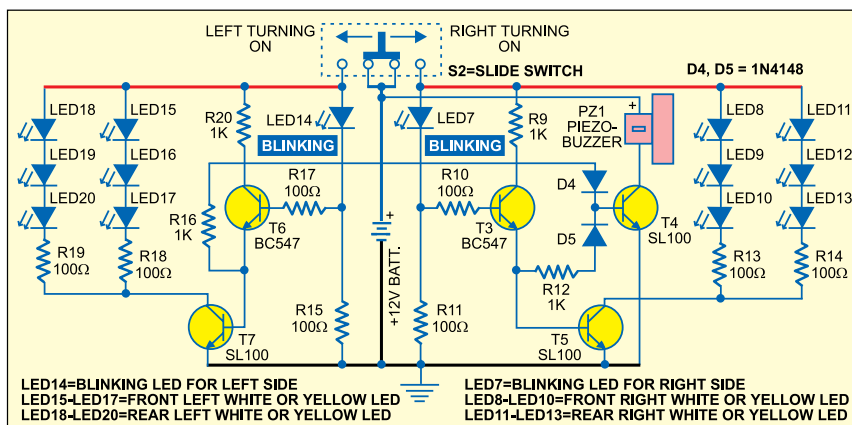 LEFT TURNING
ON
RIGHT TURNING
ON
S2=SLIDE SWITCH
D4, D5 = 1N4148
LED18
LED15
R20
1K
LED14
LED7
R9
1K
PZ1
PIEZO-
BUZZER
+
LED8
LED11
BLINKING
BLINKING
LED19
LED16
LED9
LED12
R17
100Ω
R10
100Ω
D4
LED20
LED17
LED10
LED13
R16
1K
T6
BC547
+
T3
BC547
D5
T4
SL100
R19
100Ω
R18
100Ω
+12V BATT.
R12
1K
R13
100Ω
R14
100Ω
R15
100Ω
R11
100Ω
T7
SL100
T5
SL100
LED14=BLINKING LED FOR LEFT SIDE
LED15-LED17=FRONT LEFT WHITE OR YELLOW LED
LED18-LED20=REAR LEFT WHITE OR YELLOW LED
LED7=BLINKING LED FOR RIGHT SIDE
LED8-LED10=FRONT RIGHT WHITE OR YELLOW LED
LED11-LED13=REAR RIGHT WHITE OR YELLOW LED